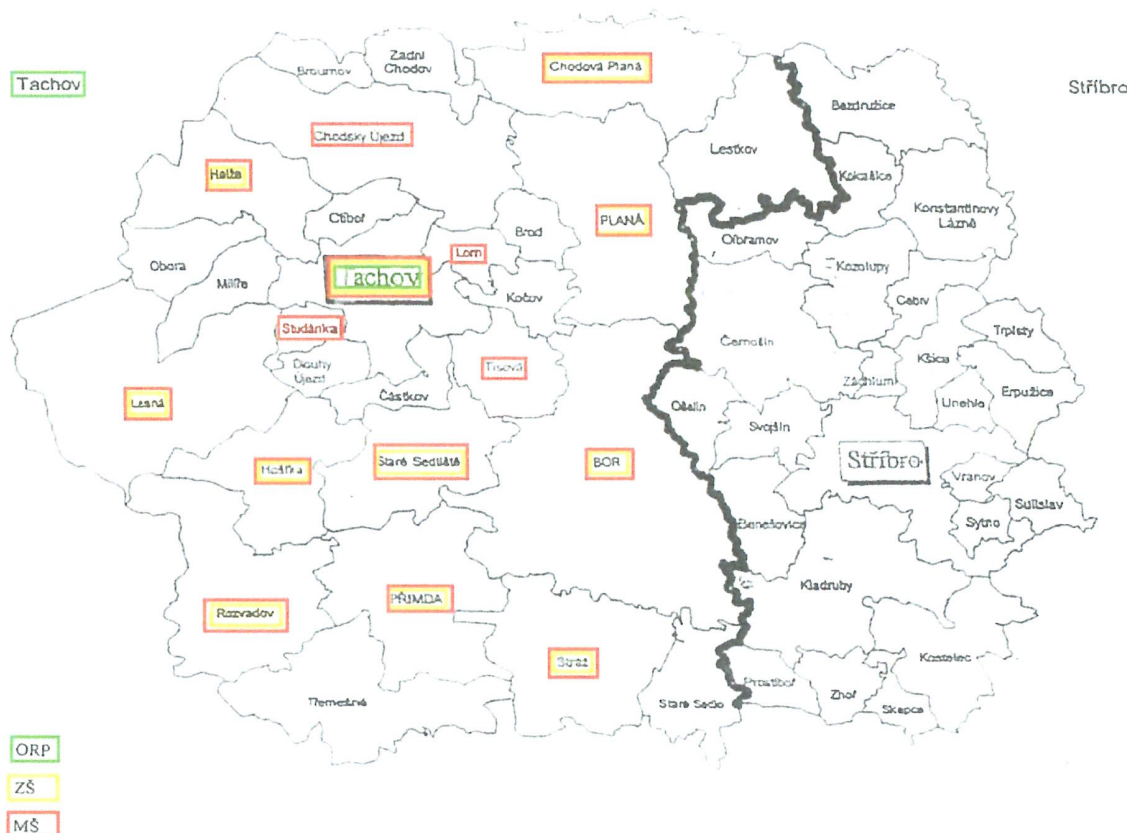 Tachov
Stříbro
Broumov
Zadní
Chodov
Chodová Planá
Bezdružice
Chodský Újezd
Lestkov
Kokašice
Halže
Konstantinovy
Lázně
Ctiboř
PLANÁ
Brod
Olbramov
Lom
Obora
Milíře
Tachov
Kozolupy
Kočov
Studánka
Trpísty
Černošín
Dlouhý
Újezd
Tisová
Kšice
Záchlumí
Částkov
Erpužice
Lesná
Ošelín
Unehle
Svojšín
Staré Sedliště
BOR
Stříbro
Hošťka
Vranov
Sulislav
Sytno
Benešovice
Kladruby
PŘIMDA
Rozvadov
Kostelec
Stráž
Prostiboř
Zhoř
Třemešné
Staré Sedlo
Skapce
ORP
ZŠ
MŠ